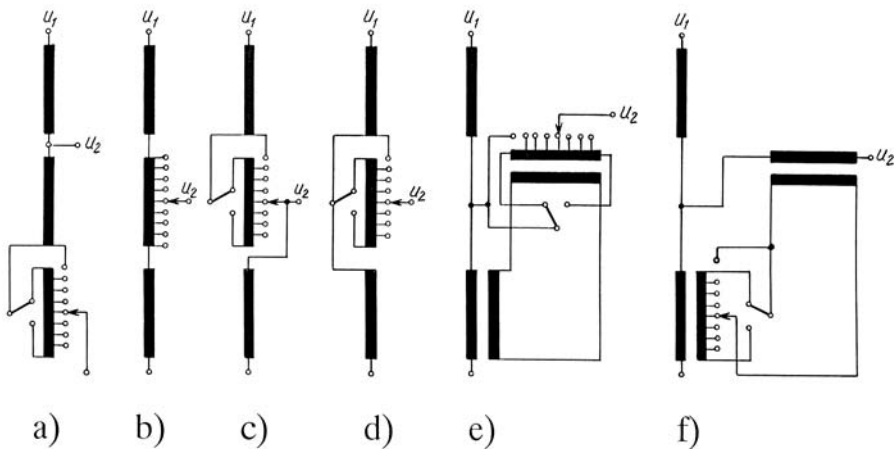 u₁ u₁ u₁ u₁ u₁ u₁
u₂
u₂
u₂
u₂ u₂ u₂
a) b) c) d) e) f)